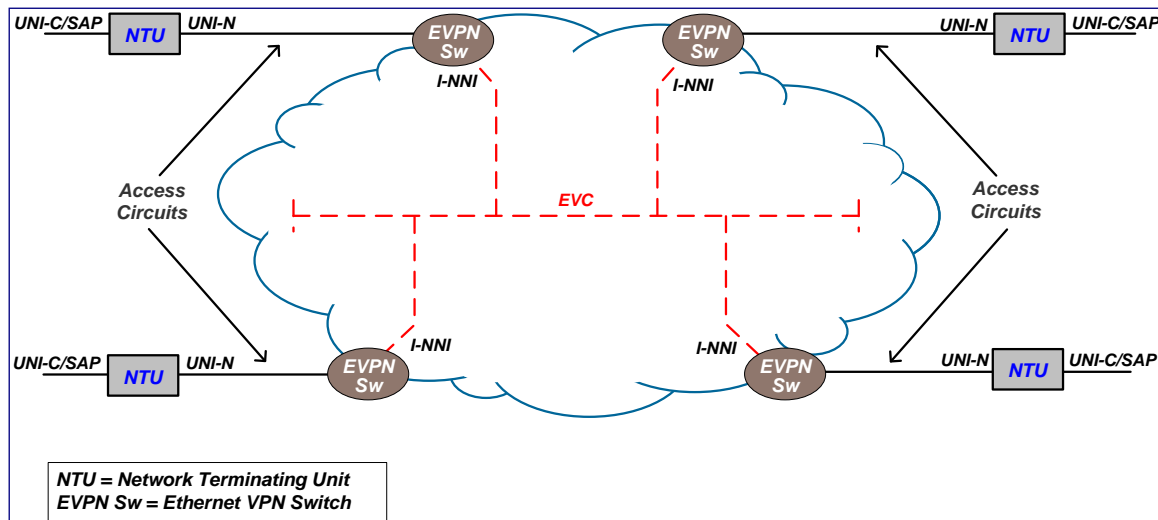 UNI-C/SAP
NTU
UNI-N
EVPN
Sw
I-NNI
EVPN
Sw
I-NNI
UNI-N
NTU
UNI-C/SAP
Access
Circuits
EVC
Access
Circuits
UNI-C/SAP
NTU
UNI-N
EVPN
Sw
I-NNI
I-NNI
EVPN
Sw
UNI-N
NTU
UNI-C/SAP
NTU = Network Terminating Unit
EVPN Sw = Ethernet VPN Switch